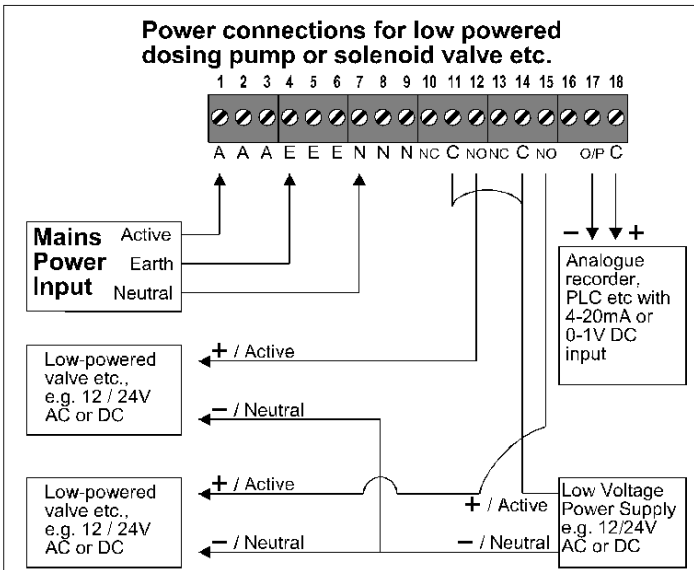 Power connections for low powered
dosing pump or solenoid valve etc.
1 2 3 4 5 6 7 8 9 10 11 12 13 14 15 16 17 18
A A A E E E N N N NC C NO NC C NO O/P C
Mains
Power
Input
Active
Earth
Neutral
− +
Analogue
recorder,
PLC etc with
4-20mA or
0-1V DC
input
Low-powered
valve etc.,
e.g. 12 / 24V
AC or DC
+ / Active
− / Neutral
Low-powered
valve etc.,
e.g. 12 / 24V
AC or DC
+ / Active
− / Neutral
+ / Active
− / Neutral
Low Voltage
Power Supply
e.g. 12/24V
AC or DC